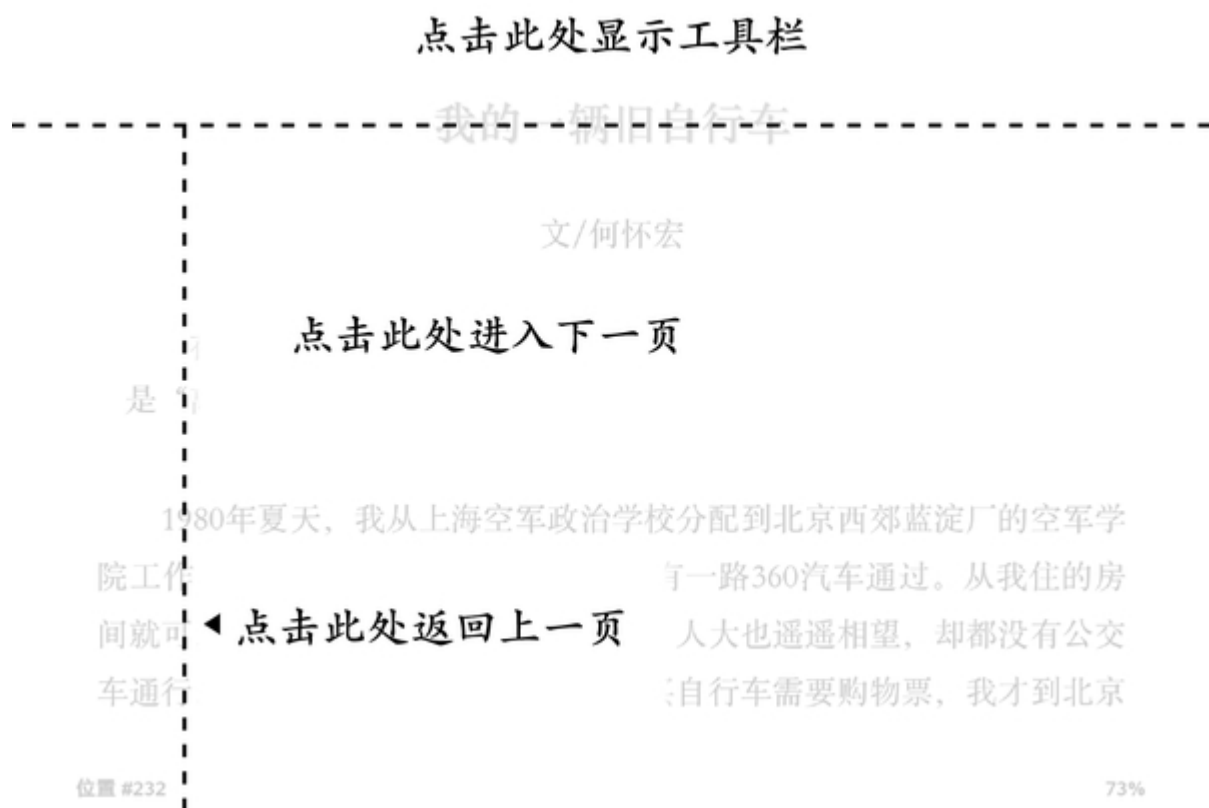 点击此处显示工具栏
我的一辆旧自行车
文/何怀宏
点击此处进入下一页
是“
1980年夏天，我从上海空军政治学校分配到北京西郊蓝淀厂的空军学
院工作 有一路360汽车通过。从我住的房
间就可 ◀点击此处返回上一页 人大也遥遥相望，却都没有公交
车通行 自行车需要购物票，我才到北京
位置 #232 73%